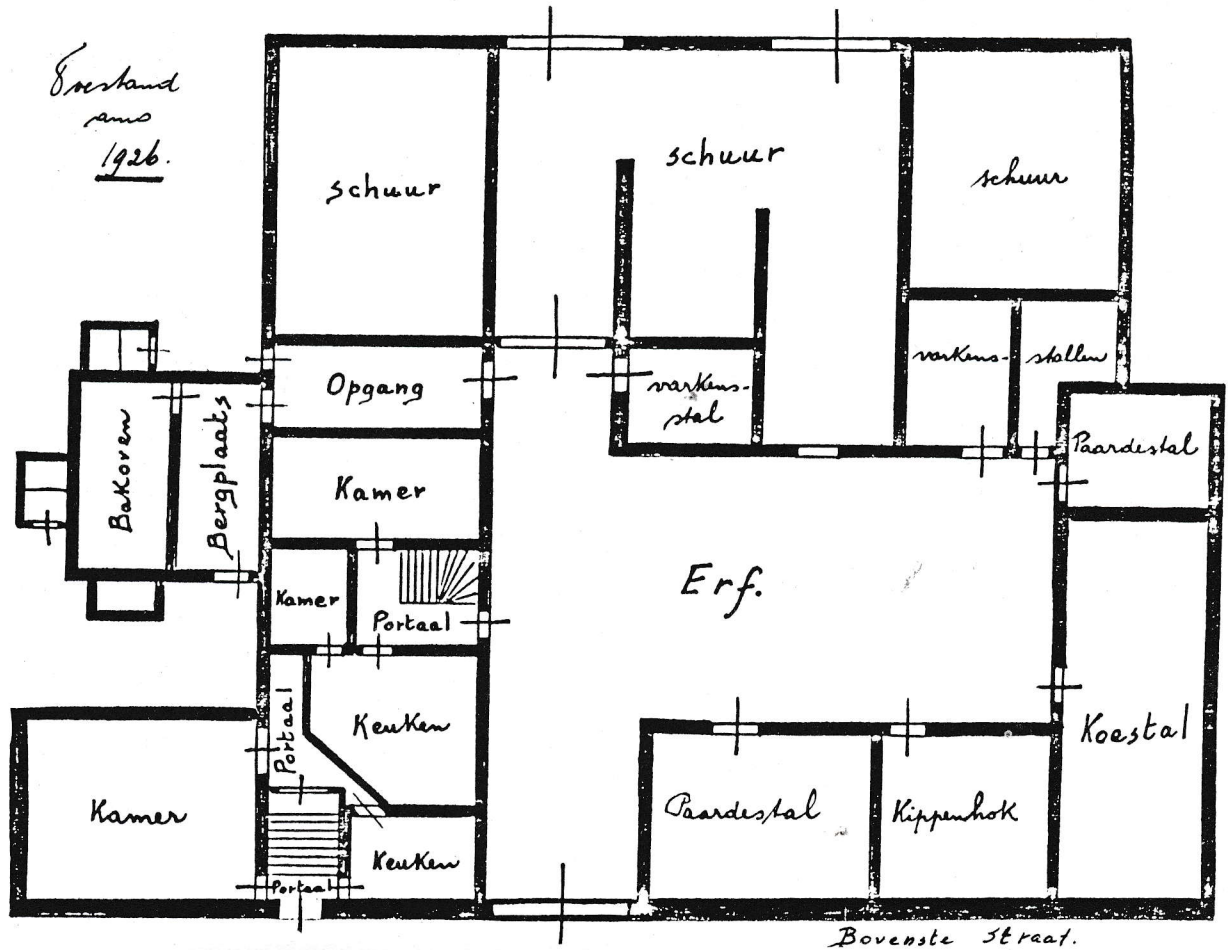 Toestand
anno
1926.
schuur
schuur
schuur
Opgang
varkens-
stal
varkens-
stallen
Paardestal
Bakoven
Bergplaats
Kamer
Kamer
Portaal
Erf.
Portaal
Keuken
Koestal
Kamer
Paardestal
Kippenhok
Keuken
Portaal
Bovenste Straat.